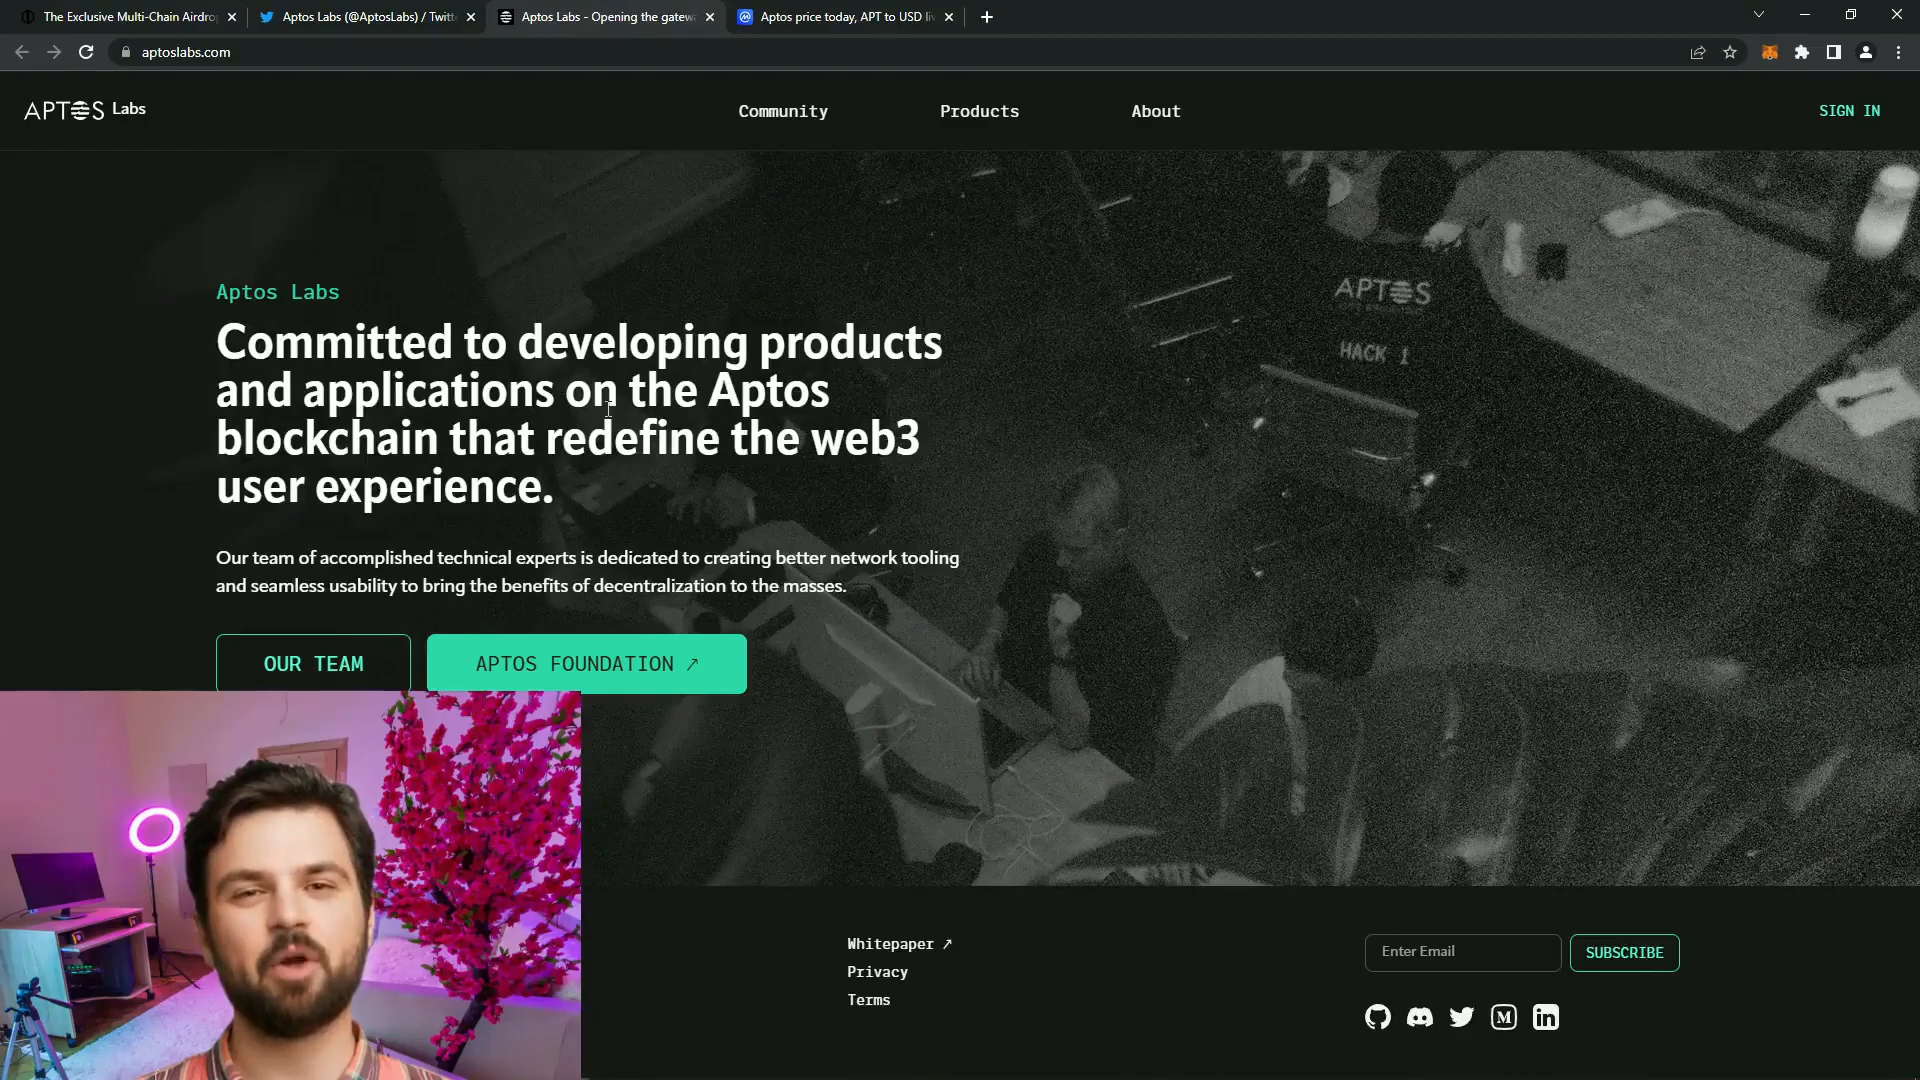 The Exclusive Multi-Chain Airdro
Aptos Labs (@AptosLabs) / Twitt
Aptos Labs - Opening the gatew
Aptos price today, APT to USD li
aptoslabs.com
APTOS Labs
Community
Products
About
SIGN IN
APTOS
HACK 1
Aptos Labs
Committed to developing products
and applications on the Aptos
blockchain that redefine the web3
user experience.
Our team of accomplished technical experts is dedicated to creating better network tooling
and seamless usability to bring the benefits of decentralization to the masses.
OUR TEAM
APTOS FOUNDATION ↗
Whitepaper ↗
Privacy
Terms
Enter Email
SUBSCRIBE
M
in